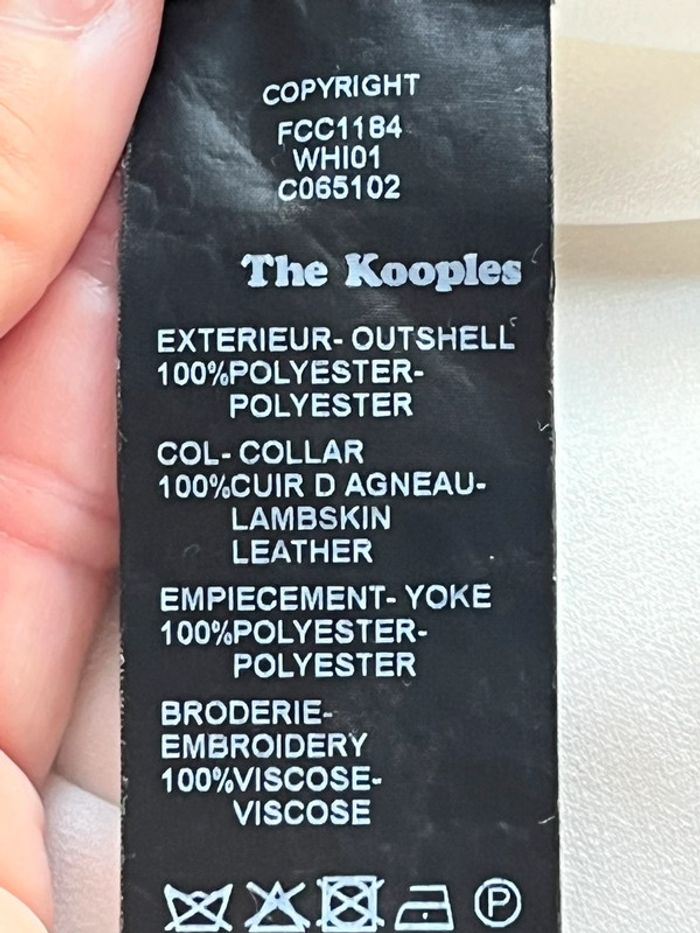 COPYRIGHT
FCC1184
WHI01
C065102
The Kooples
EXTERIEUR- OUTSHELL
100%POLYESTER-
POLYESTER
COL- COLLAR
100%CUIR D AGNEAU-
LAMBSKIN
LEATHER
EMPIECEMENT- YOKE
100%POLYESTER-
POLYESTER
BRODERIE-
EMBROIDERY
100%VISCOSE-
VISCOSE
P